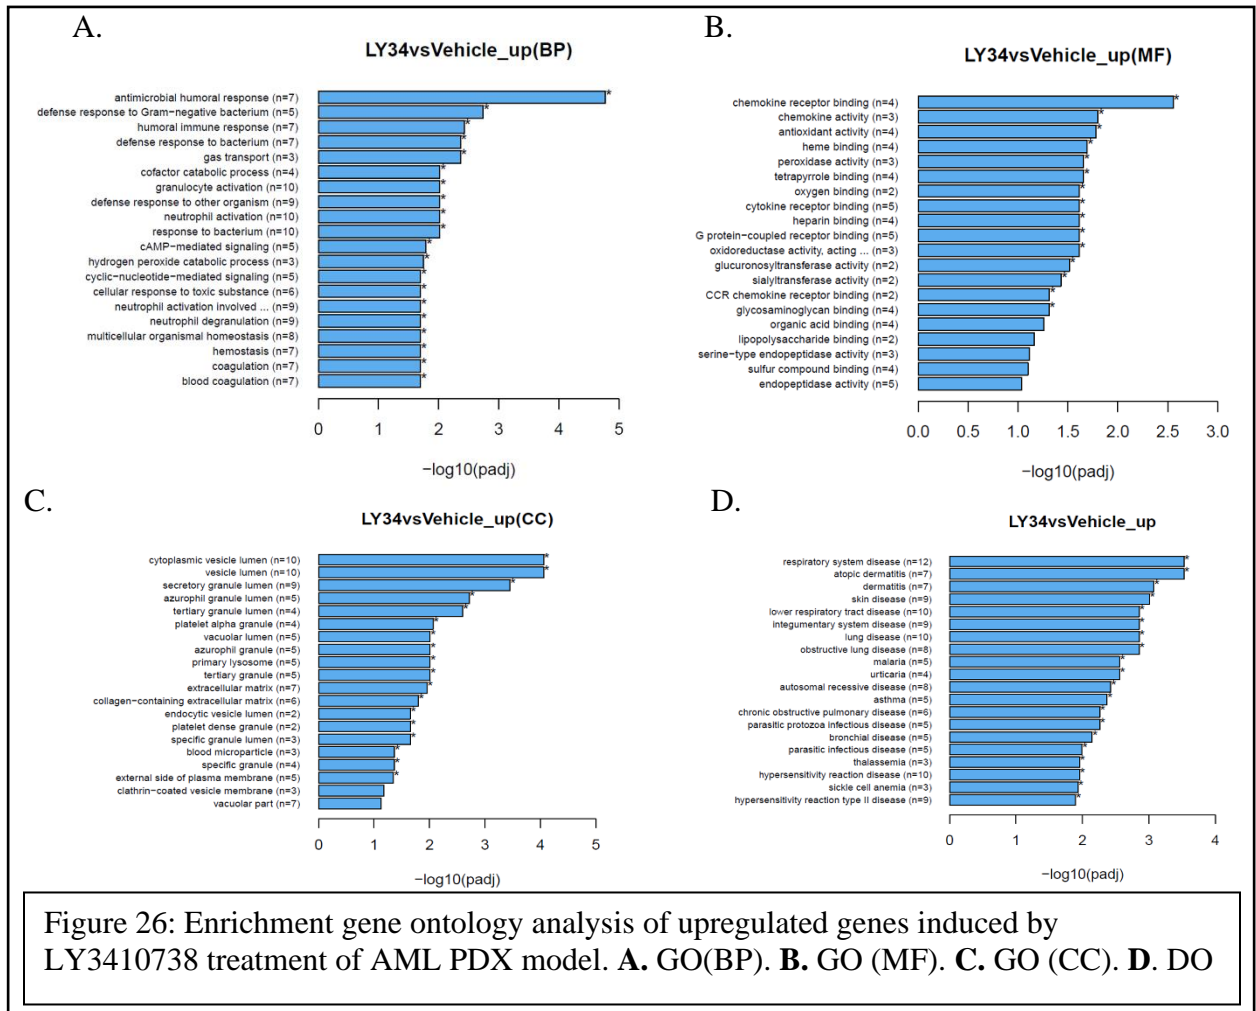 A.
LY34vsVehicle_up(BP)
antimicrobial humoral response (n=7)
defense response to Gram−negative bacterium (n=5)
humoral immune response (n=7)
defense response to bacterium (n=7)
gas transport (n=3)
cofactor catabolic process (n=4)
granulocyte activation (n=10)
defense response to other organism (n=9)
neutrophil activation (n=10)
response to bacterium (n=10)
cAMP−mediated signaling (n=5)
hydrogen peroxide catabolic process (n=3)
cyclic−nucleotide−mediated signaling (n=5)
cellular response to toxic substance (n=6)
neutrophil activation involved ... (n=9)
neutrophil degranulation (n=9)
multicellular organismal homeostasis (n=8)
hemostasis (n=7)
coagulation (n=7)
blood coagulation (n=7)
0 1 2 3 4 5
−log10(padj)
B.
LY34vsVehicle_up(MF)
chemokine receptor binding (n=4)
chemokine activity (n=3)
antioxidant activity (n=4)
heme binding (n=4)
peroxidase activity (n=3)
tetrapyrrole binding (n=4)
oxygen binding (n=2)
cytokine receptor binding (n=5)
heparin binding (n=4)
G protein−coupled receptor binding (n=5)
oxidoreductase activity, acting ... (n=3)
glucuronosyltransferase activity (n=2)
sialyltransferase activity (n=2)
CCR chemokine receptor binding (n=2)
glycosaminoglycan binding (n=4)
organic acid binding (n=4)
lipopolysaccharide binding (n=2)
serine−type endopeptidase activity (n=3)
sulfur compound binding (n=4)
endopeptidase activity (n=5)
0.0 0.5 1.0 1.5 2.0 2.5 3.0
−log10(padj)
C.
LY34vsVehicle_up(CC)
cytoplasmic vesicle lumen (n=10)
vesicle lumen (n=10)
secretory granule lumen (n=9)
azurophil granule lumen (n=5)
tertiary granule lumen (n=4)
platelet alpha granule (n=4)
vacuolar lumen (n=5)
azurophil granule (n=5)
primary lysosome (n=5)
tertiary granule (n=5)
extracellular matrix (n=7)
collagen−containing extracellular matrix (n=6)
endocytic vesicle lumen (n=2)
platelet dense granule (n=2)
specific granule lumen (n=3)
blood microparticle (n=3)
specific granule (n=4)
external side of plasma membrane (n=5)
clathrin−coated vesicle membrane (n=3)
vacuolar part (n=7)
0 1 2 3 4 5
−log10(padj)
D.
LY34vsVehicle_up
respiratory system disease (n=12)
atopic dermatitis (n=7)
dermatitis (n=7)
skin disease (n=9)
lower respiratory tract disease (n=10)
integumentary system disease (n=9)
lung disease (n=10)
obstructive lung disease (n=8)
malaria (n=5)
urticaria (n=4)
autosomal recessive disease (n=8)
asthma (n=5)
chronic obstructive pulmonary disease (n=6)
parasitic protozoa infectious disease (n=5)
bronchial disease (n=5)
parasitic infectious disease (n=5)
thalassemia (n=3)
hypersensitivity reaction disease (n=10)
sickle cell anemia (n=3)
hypersensitivity reaction type II disease (n=9)
0 1 2 3 4
−log10(padj)
Figure 26: Enrichment gene ontology analysis of upregulated genes induced by
LY3410738 treatment of AML PDX model. A. GO(BP). B. GO (MF). C. GO (CC). D. DO